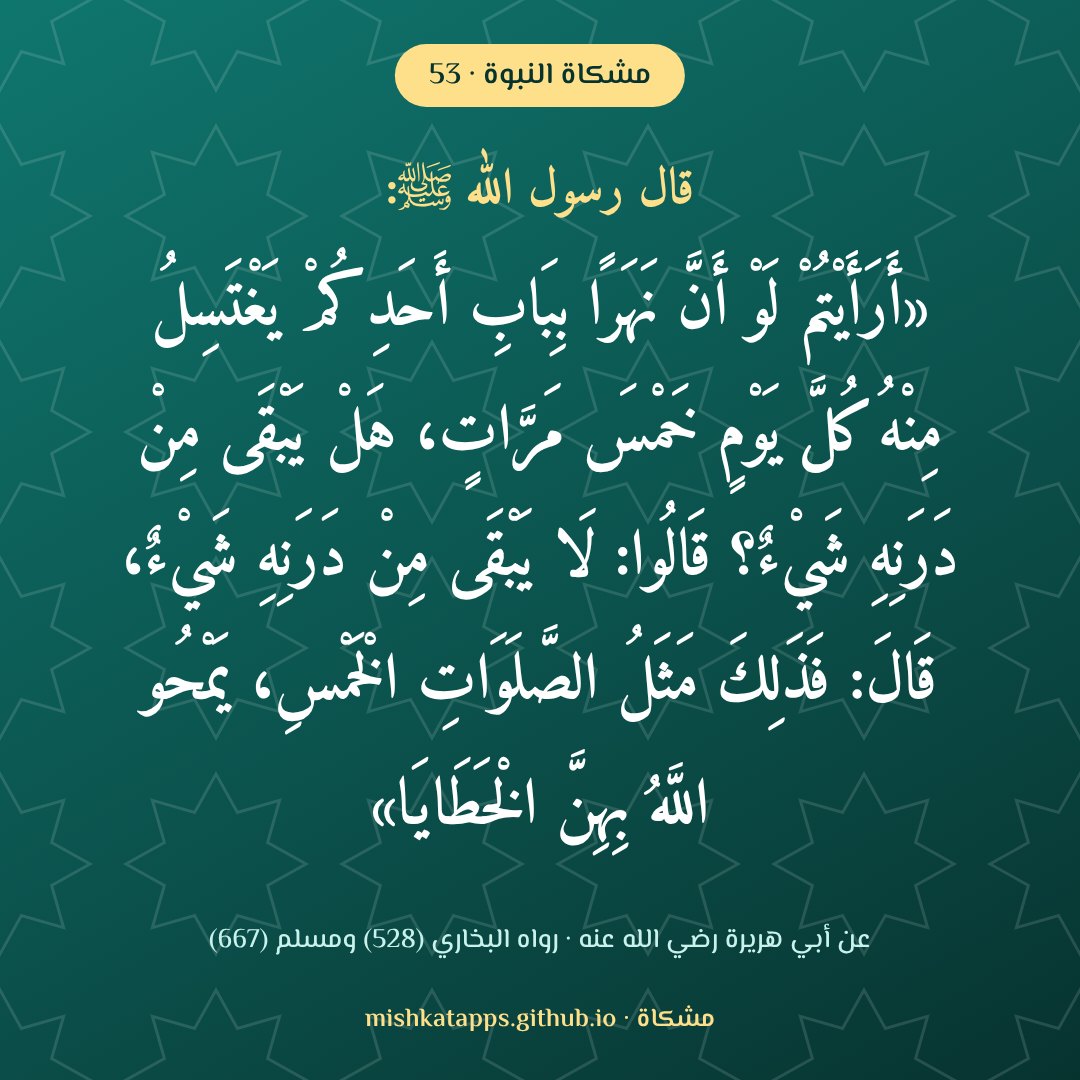 مشكاة النبوة · 53
قال رسول الله ﷺ:
«أَرَأَيْتُمْ لَوْ أَنَّ نَهَرًا بِبَابِ أَحَدِكُمْ يَغْتَسِلُ
مِنْهُ كُلَّ يَوْمٍ خَمْسَ مَرَّاتٍ، هَلْ يَبْقَى مِنْ
دَرَنِهِ شَيْءٌ؟ قَالُوا: لَا يَبْقَى مِنْ دَرَنِهِ شَيْءٌ،
قَالَ: فَذَلِكَ مَثَلُ الصَّلَوَاتِ الْخَمْسِ، يَمْحُو
اللَّهُ بِهِنَّ الْخَطَايَا»
عن أبي هريرة رضي الله عنه · رواه البخاري (528) ومسلم (667)
مشكاة · mishkatapps.github.io